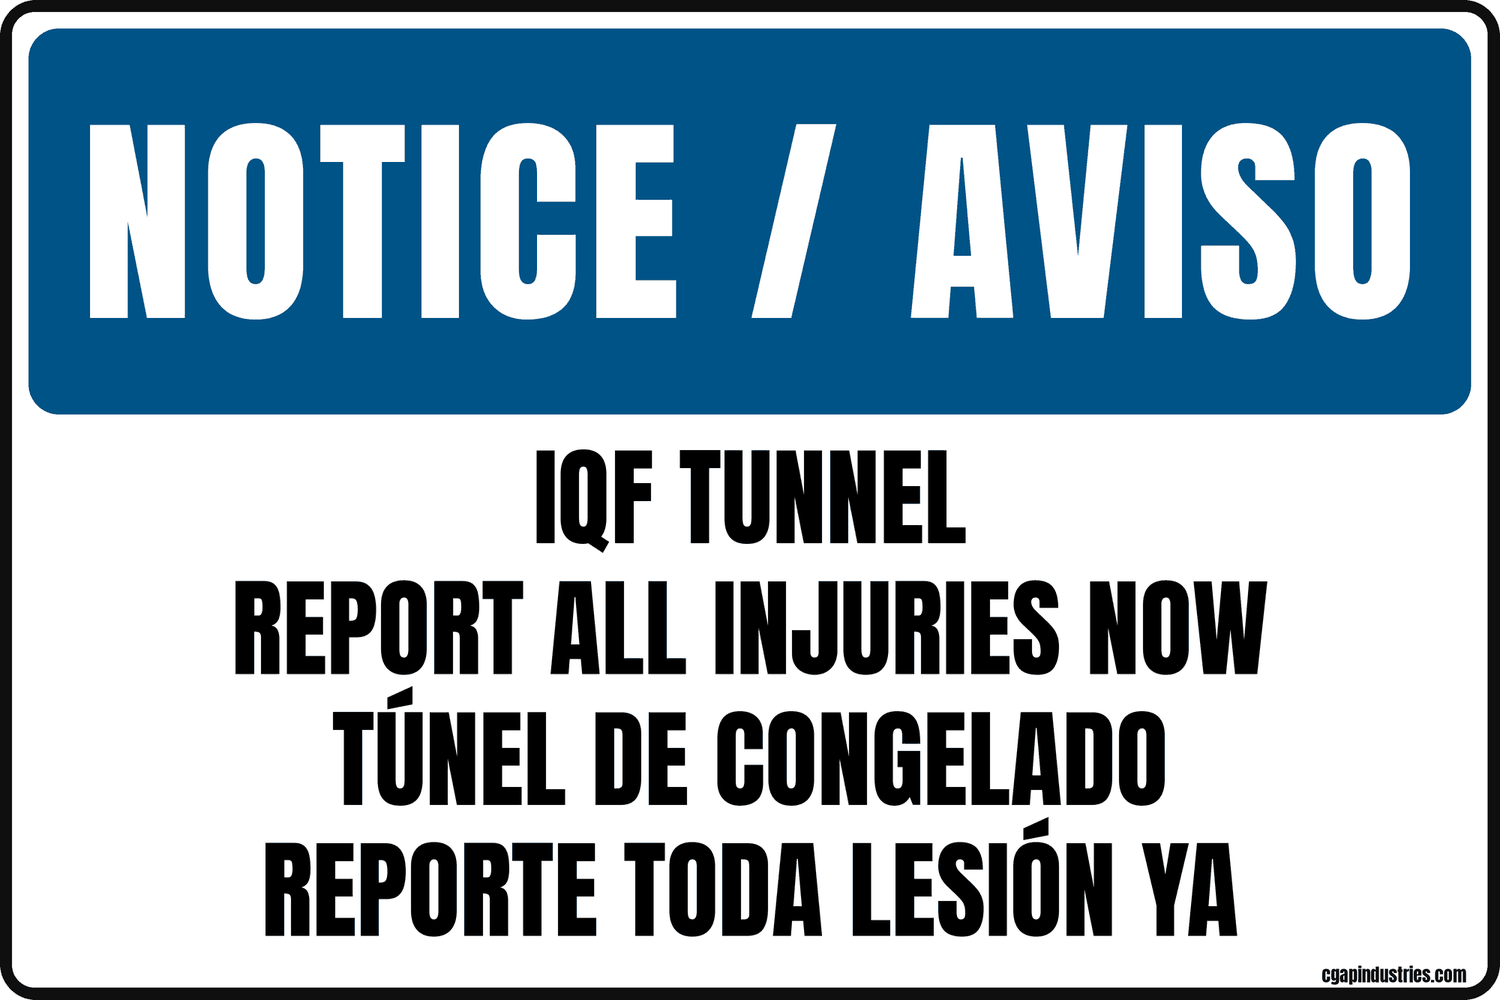 NOTICE / AVISO
IQF TUNNEL
REPORT ALL INJURIES NOW
TÚNEL DE CONGELADO
REPORTE TODA LESIÓN YA
cgapindustries.com